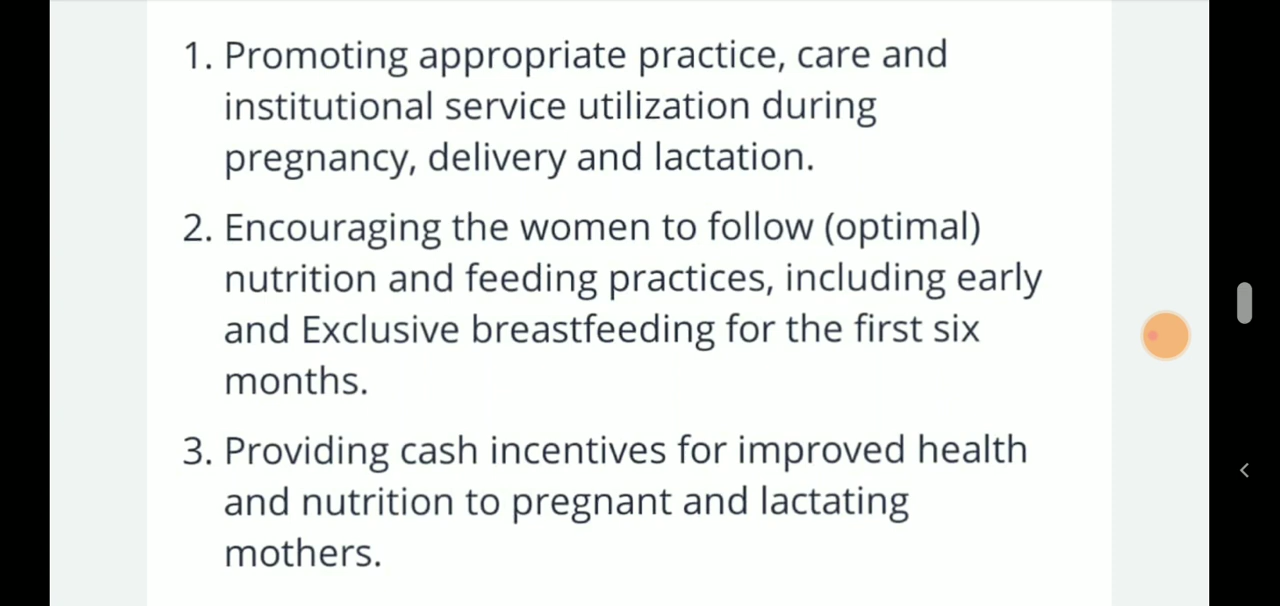 1. Promoting appropriate practice, care and
institutional service utilization during
pregnancy, delivery and lactation.
2. Encouraging the women to follow (optimal)
nutrition and feeding practices, including early
and Exclusive breastfeeding for the first six
months.
3. Providing cash incentives for improved health
and nutrition to pregnant and lactating
mothers.